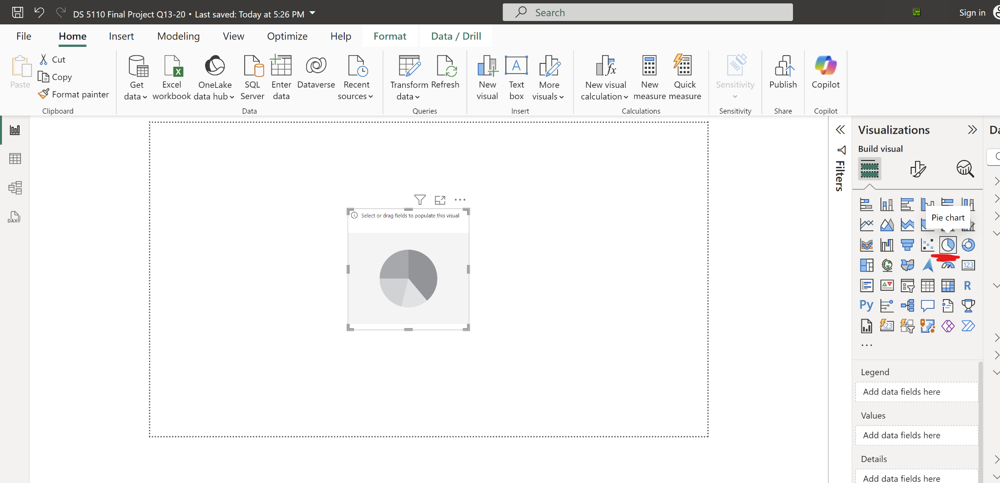 DS 5110 Final Project Q13-20 • Last saved: Today at 5:26 PM
Search
Sign in
File
Home
Insert
Modeling
View
Optimize
Help
Format
Data / Drill
Paste
Cut
Copy
Format painter
Clipboard
Get data
Excel workbook
OneLake data hub
SQL Server
Enter data
Dataverse
Recent sources
Data
Transform data
Refresh
Queries
New visual
Text box
More visuals
Insert
New visual calculation
New measure
Quick measure
Calculations
Sensitivity
Sensitivity
Publish
Share
Copilot
Copilot
DAX
Select or drag fields to populate this visual
Filters
Visualizations
Build visual
Pie chart
123
R
Py
123
Legend
Add data fields here
Values
Add data fields here
Details
Add data fields here